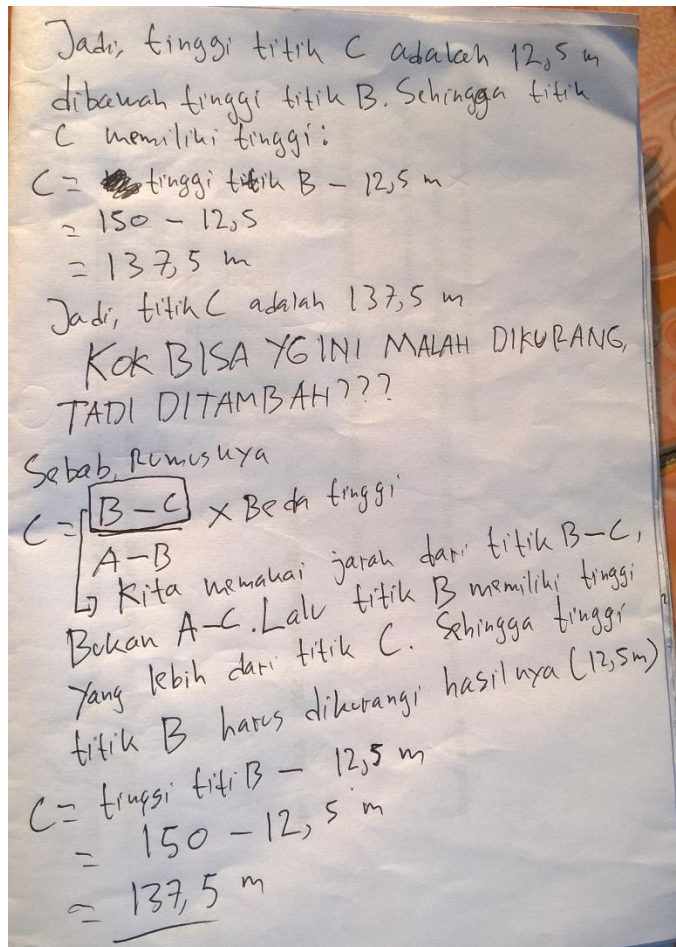 Jadi, tinggi titik C adalah 12,5 m
dibawah tinggi titik B. Sehingga titik
C memiliki tinggi:
C = tinggi titik B - 12,5 m
= 150 - 12,5
= 137,5 m
Jadi, titik C adalah 137,5 m
KOK BISA YG INI MALAH DIKURANG,
TADI DITAMBAH???
Sebab, Rumusnya
C = B - C × Beda tinggi
A - B
↳ Kita memakai jarak dari titik B-C,
Bukan A-C. Lalu titik B memiliki tinggi
Yang lebih dari titik C. Sehingga tinggi
titik B harus dikurangi hasilnya (12,5m)
C = tinggi titi B - 12,5 m
= 150 - 12,5 m
= 137,5 m